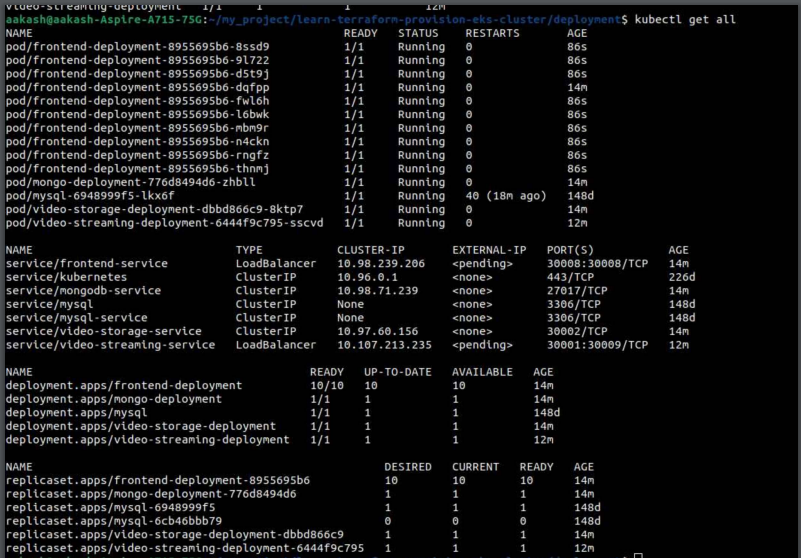 video-streaming-deployment   1/1     1            1           12m
aakash@aakash-Aspire-A715-75G:~/my_project/learn-terraform-provision-eks-cluster/deployment$ kubectl get all
NAME                                              READY   STATUS    RESTARTS       AGE
pod/frontend-deployment-8955695b6-8ssd9           1/1     Running   0              86s
pod/frontend-deployment-8955695b6-9l722           1/1     Running   0              86s
pod/frontend-deployment-8955695b6-d5t9j           1/1     Running   0              86s
pod/frontend-deployment-8955695b6-dqfpp           1/1     Running   0              14m
pod/frontend-deployment-8955695b6-fwl6h           1/1     Running   0              86s
pod/frontend-deployment-8955695b6-l6bwk           1/1     Running   0              86s
pod/frontend-deployment-8955695b6-mbm9r           1/1     Running   0              86s
pod/frontend-deployment-8955695b6-n4ckn           1/1     Running   0              86s
pod/frontend-deployment-8955695b6-rngfz           1/1     Running   0              86s
pod/frontend-deployment-8955695b6-thnmj           1/1     Running   0              86s
pod/mongo-deployment-776d8494d6-zhbll             1/1     Running   0              14m
pod/mysql-6948999f5-lkx6f                         1/1     Running   40 (18m ago)   148d
pod/video-storage-deployment-dbbd866c9-8ktp7      1/1     Running   0              14m
pod/video-streaming-deployment-6444f9c795-sscvd   1/1     Running   0              12m
NAME                              TYPE           CLUSTER-IP       EXTERNAL-IP   PORT(S)           AGE
service/frontend-service          LoadBalancer   10.98.239.206    <pending>     30008:30008/TCP   14m
service/kubernetes                ClusterIP      10.96.0.1        <none>        443/TCP           226d
service/mongodb-service           ClusterIP      10.98.71.239     <none>        27017/TCP         14m
service/mysql                     ClusterIP      None             <none>        3306/TCP          148d
service/mysql-service             ClusterIP      None             <none>        3306/TCP          148d
service/video-storage-service     ClusterIP      10.97.60.156     <none>        30002/TCP         14m
service/video-streaming-service   LoadBalancer   10.107.213.235   <pending>     30001:30009/TCP   12m
NAME                                         READY   UP-TO-DATE   AVAILABLE   AGE
deployment.apps/frontend-deployment          10/10   10           10          14m
deployment.apps/mongo-deployment             1/1     1            1           14m
deployment.apps/mysql                        1/1     1            1           148d
deployment.apps/video-storage-deployment     1/1     1            1           14m
deployment.apps/video-streaming-deployment   1/1     1            1           12m
NAME                                                    DESIRED   CURRENT   READY   AGE
replicaset.apps/frontend-deployment-8955695b6           10        10        10      14m
replicaset.apps/mongo-deployment-776d8494d6             1         1         1       14m
replicaset.apps/mysql-6948999f5                         1         1         1       148d
replicaset.apps/mysql-6cb46bbb79                        0         0         0       148d
replicaset.apps/video-storage-deployment-dbbd866c9      1         1         1       14m
replicaset.apps/video-streaming-deployment-6444f9c795   1         1         1       12m